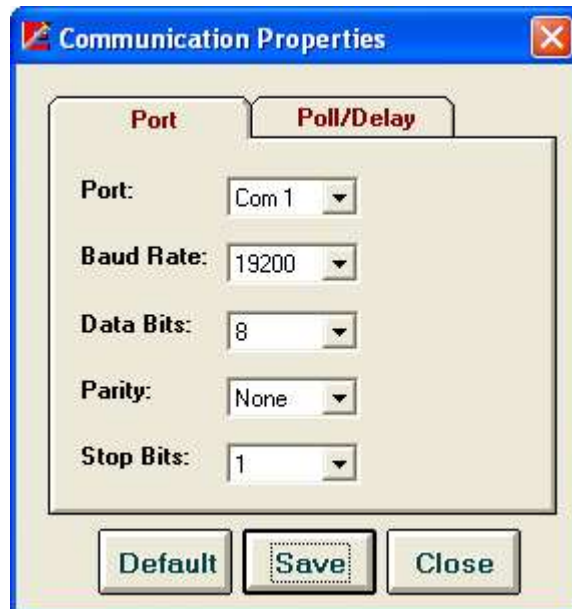 Communication Properties
Port Poll/Delay
Port: Com 1
Baud Rate: 19200
Data Bits: 8
Parity: None
Stop Bits: 1
Default Save Close